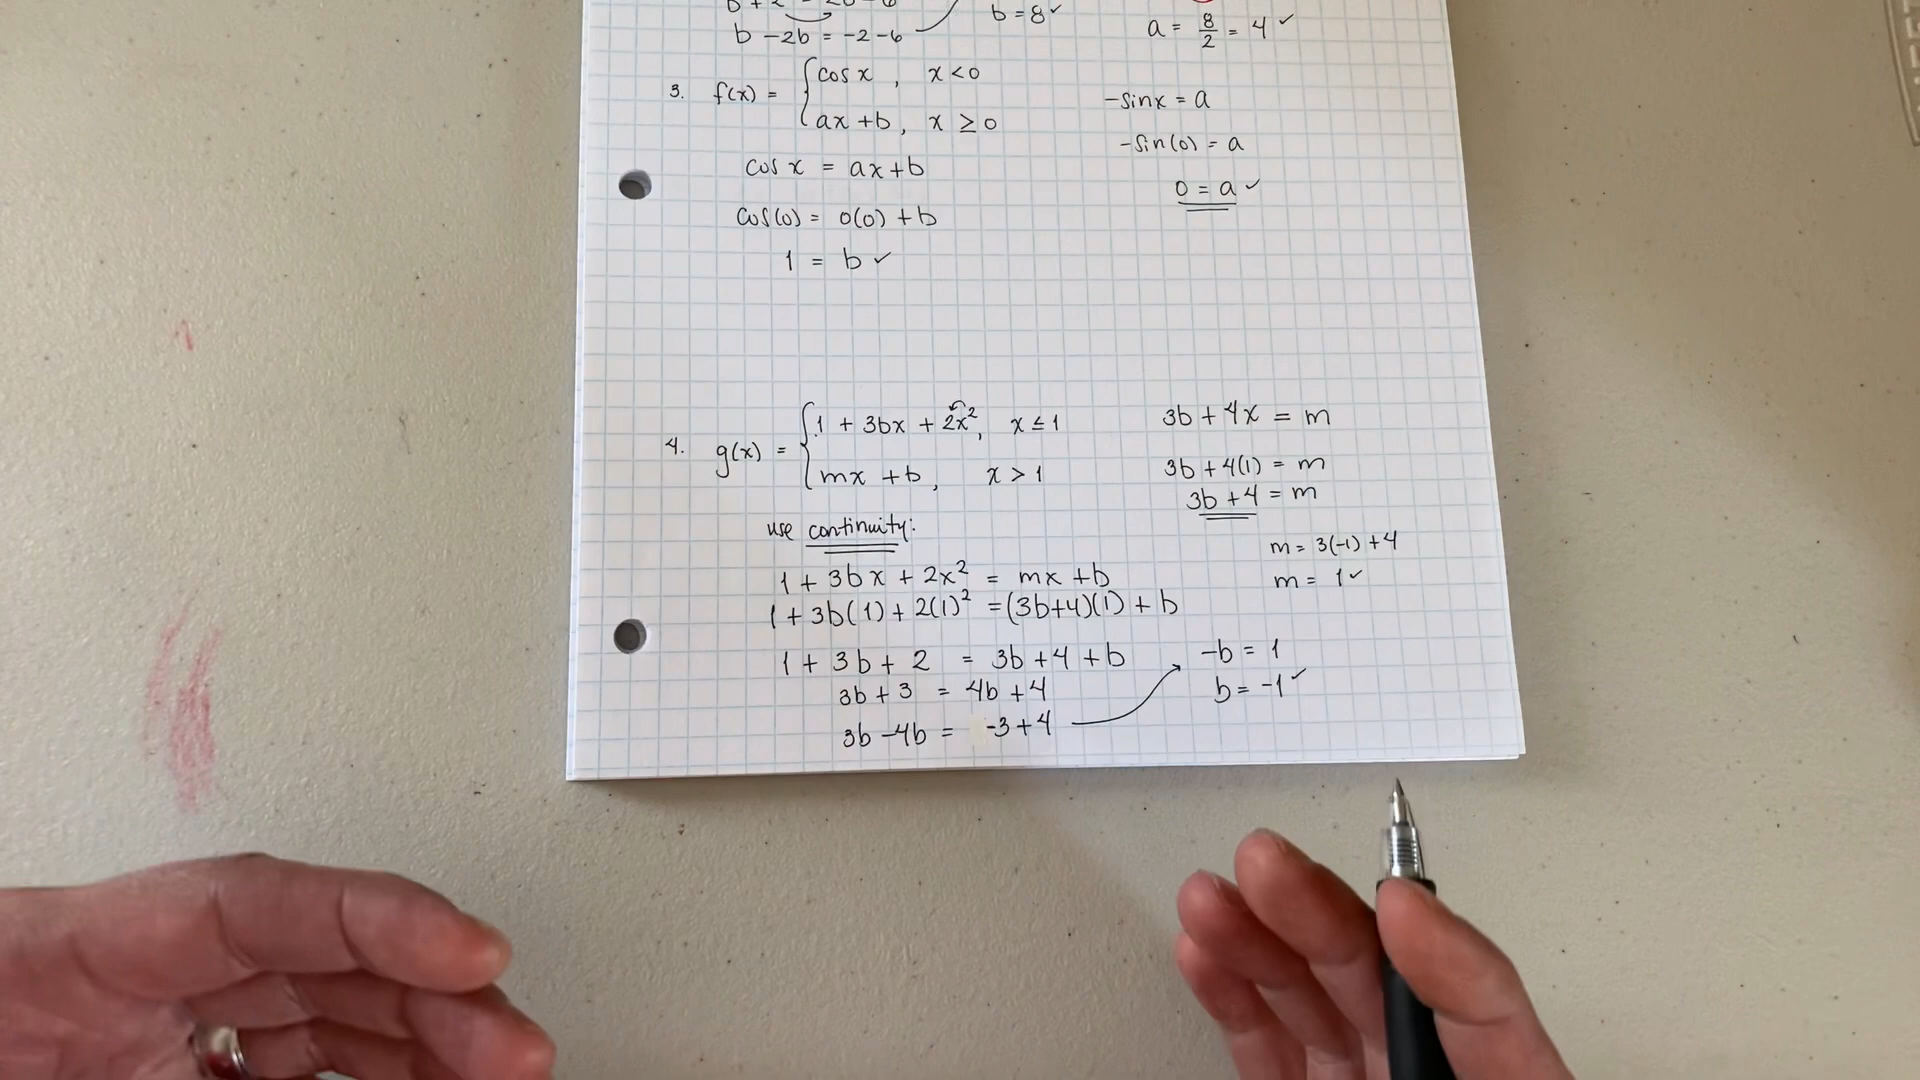 b - 2b = -2 - 6
b = 8 ✓
a = 8/2 = 4 ✓
3. f(x) = { cos x , x < 0
ax + b , x ≥ 0
cos x = ax + b
cos(0) = 0(0) + b
1 = b ✓
-sinx = a
-sin(0) = a
0 = a ✓
4. g(x) = { 1 + 3bx + 2x², x ≤ 1
mx + b , x > 1
use continuity:
1 + 3bx + 2x² = mx + b
1 + 3b(1) + 2(1)² = (3b+4)(1) + b
1 + 3b + 2 = 3b + 4 + b
3b + 3 = 4b + 4
3b - 4b = -3 + 4
3b + 4x = m
3b + 4(1) = m
3b + 4 = m
m = 3(-1) + 4
m = 1 ✓
-b = 1
b = -1 ✓